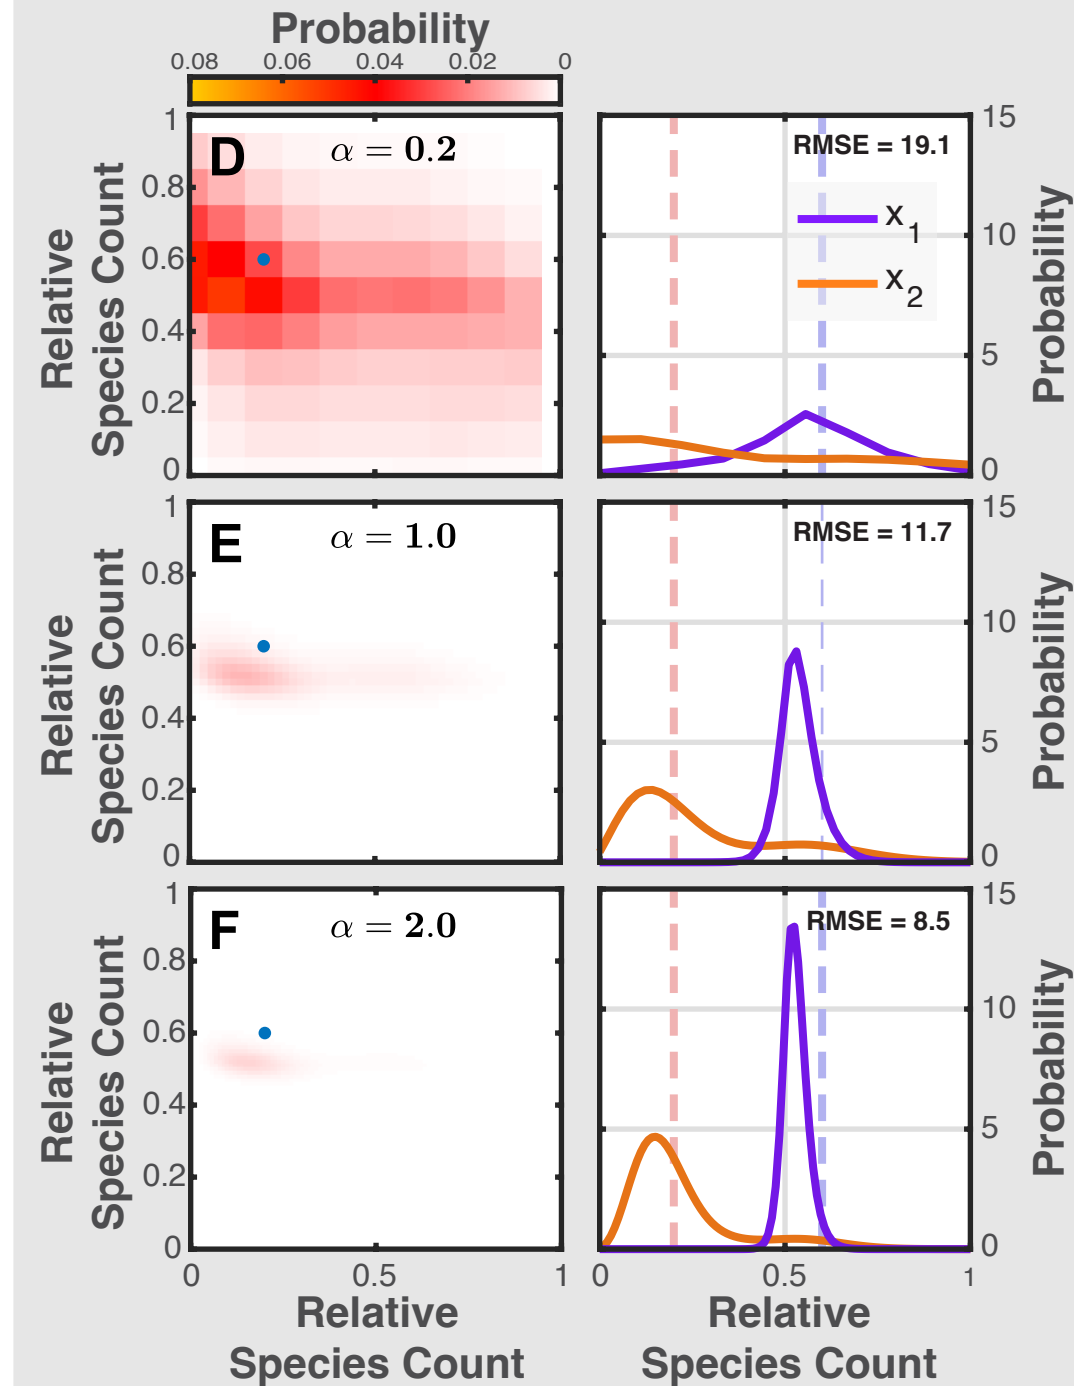 Probability
0.08 0.06 0.04 0.02 0
D
α = 0.2
1
0.8
0.6
0.4
0.2
0
Relative
Species Count
RMSE = 19.1
x1
x2
15
10
5
0
Probability
E
α = 1.0
1
0.8
0.6
0.4
0.2
0
Relative
Species Count
RMSE = 11.7
15
10
5
0
Probability
F
α = 2.0
1
0.8
0.6
0.4
0.2
0
Relative
Species Count
RMSE = 8.5
15
10
5
0
Probability
0 0.5 1
Relative
Species Count
0 0.5 1
Relative
Species Count